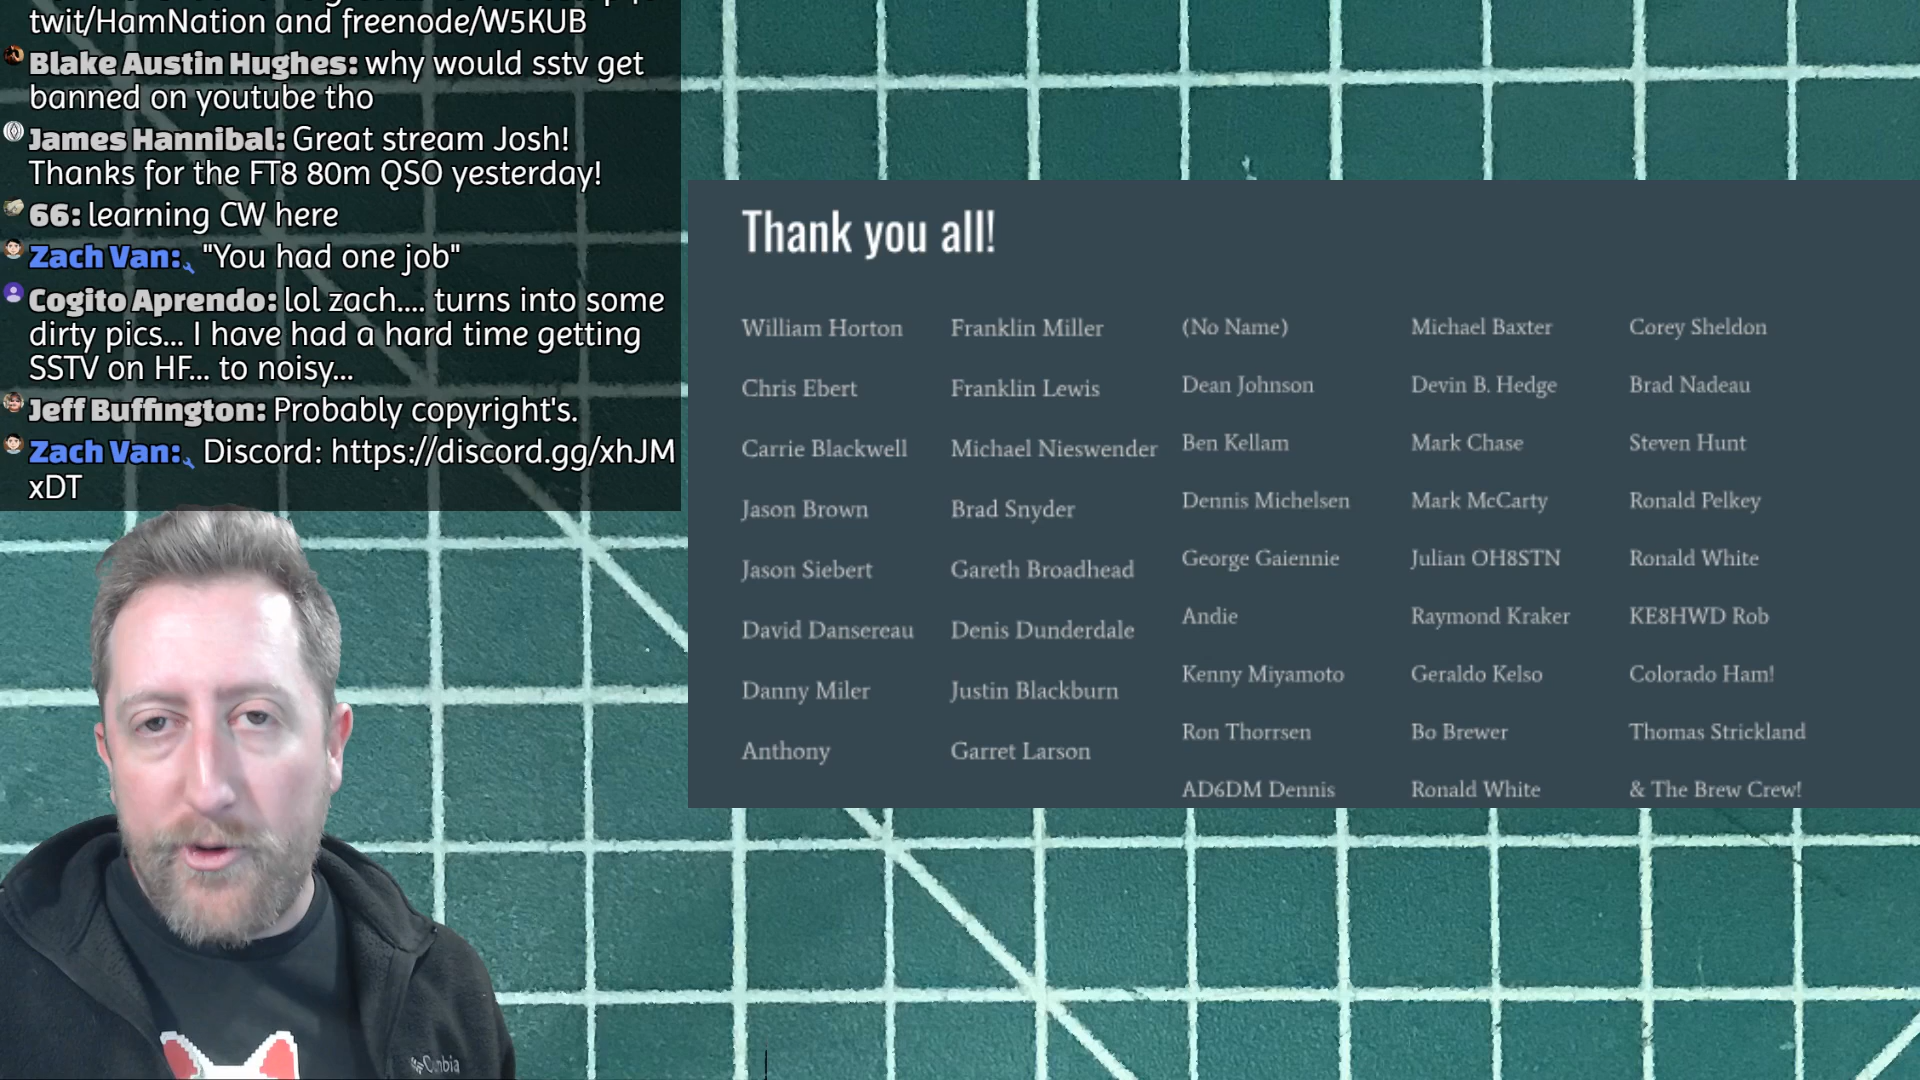 twit/HamNation and freenode/W5KUB
Blake Austin Hughes: why would sstv get
banned on youtube tho
James Hannibal: Great stream Josh!
Thanks for the FT8 80m QSO yesterday!
66: learning CW here
Zach Van: "You had one job"
Cogito Aprendo: lol zach.... turns into some
dirty pics... I have had a hard time getting
SSTV on HF... to noisy...
Jeff Buffington: Probably copyright's.
Zach Van: Discord: https://discord.gg/xhJM
xDT
Thank you all!
William Horton
Chris Ebert
Carrie Blackwell
Jason Brown
Jason Siebert
David Dansereau
Danny Miler
Anthony
Franklin Miller
Franklin Lewis
Michael Nieswender
Brad Snyder
Gareth Broadhead
Denis Dunderdale
Justin Blackburn
Garret Larson
(No Name)
Dean Johnson
Ben Kellam
Dennis Michelsen
George Gaiennie
Andie
Kenny Miyamoto
Ron Thorrsen
AD6DM Dennis
Michael Baxter
Devin B. Hedge
Mark Chase
Mark McCarty
Julian OH8STN
Raymond Kraker
Geraldo Kelso
Bo Brewer
Ronald White
Corey Sheldon
Brad Nadeau
Steven Hunt
Ronald Pelkey
Ronald White
KE8HWD Rob
Colorado Ham!
Thomas Strickland
& The Brew Crew!